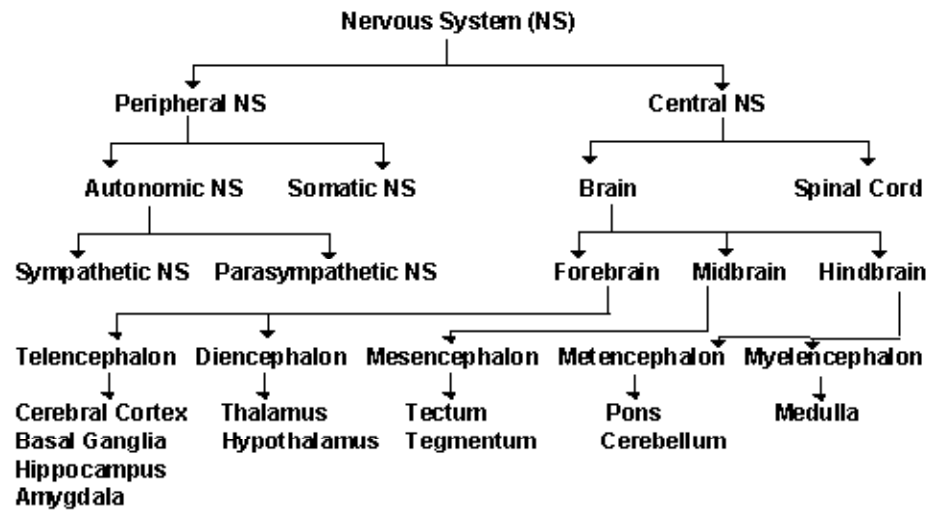 Nervous System (NS)
Peripheral NS Central NS
Autonomic NS Somatic NS Brain Spinal Cord
Sympathetic NS Parasympathetic NS Forebrain Midbrain Hindbrain
Telencephalon Diencephalon Mesencephalon Metencephalon Myelencephalon
Cerebral Cortex Thalamus Tectum Pons Medulla
Basal Ganglia Hypothalamus Tegmentum Cerebellum
Hippocampus
Amygdala